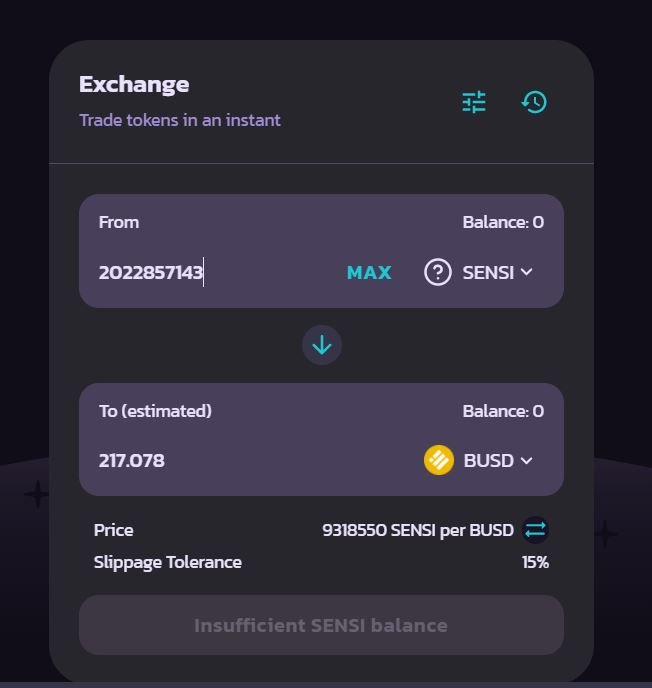 Exchange
Trade tokens in an instant
From Balance: 0
2022857143 MAX SENSI
To (estimated) Balance: 0
217.078 BUSD
Price 9318550 SENSI per BUSD
Slippage Tolerance 15%
Insufficient SENSI balance